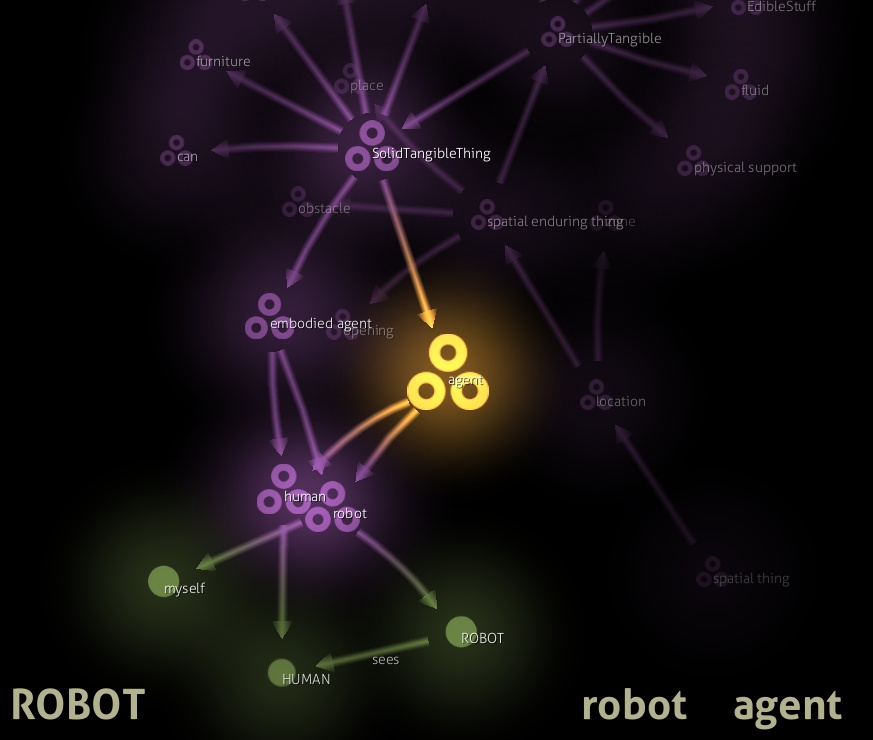 EdibleStuff
PartiallyTangible
furniture
place
fluid
SolidTangibleThing
can
physical support
obstacle
spatial enduring thing
embodied agent
agent
location
human
robot
spatial thing
myself
ROBOT
sees
HUMAN
ROBOT robot agent